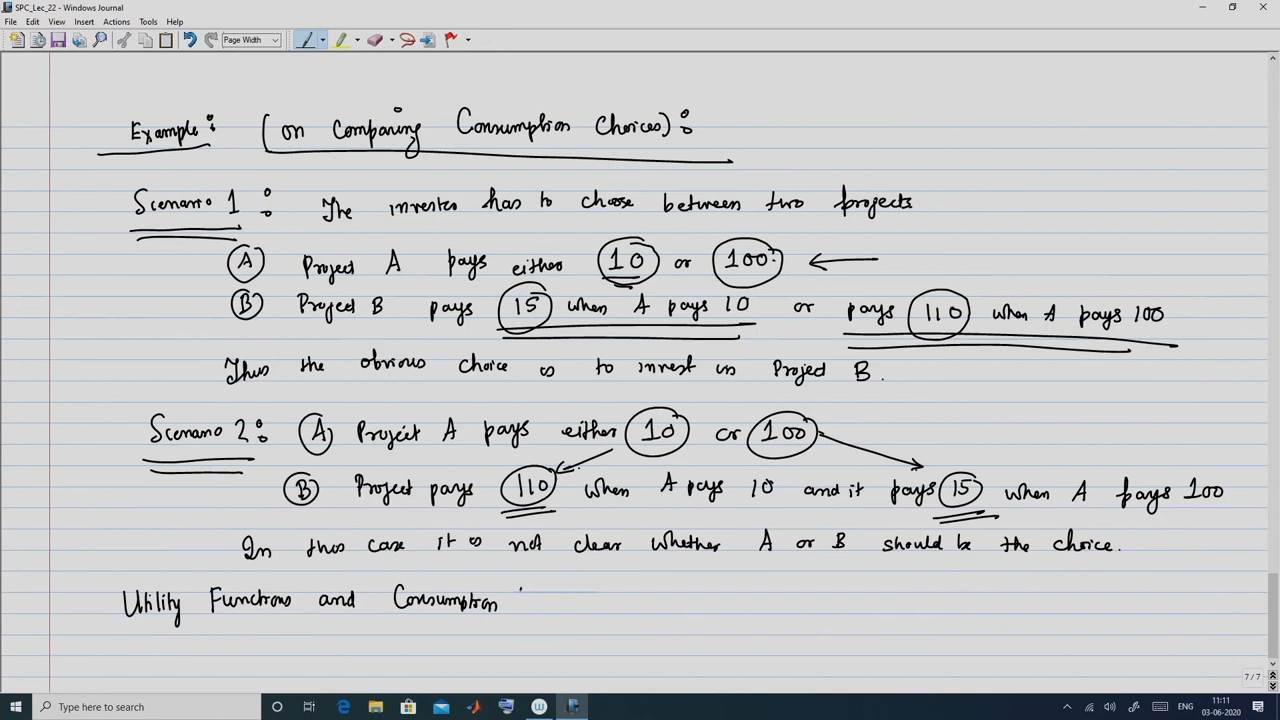 SPC_Lec_22 - Windows Journal
File Edit View Insert Actions Tools Help
Page Width
Example: (on Comparing Consumption Choices):
Scenario 1: The investor has to choose between two projects
(A) Project A pays either 10 or 100.
(B) Project B pays 15 when A pays 10 or pays 110 when A pays 100
Thus the obvious choice is to invest in Project B.
Scenario 2: (A) Project A pays either 10 or 100
(B) Project pays 110 when A pays 10 and it pays 15 when A pays 100
In this case it is not clear whether A or B should be the choice.
Utility Functions and Consumption
7/7
Type here to search
ENG
11:11
03-06-2020